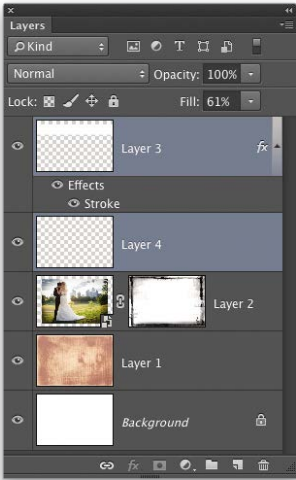 Layers
Kind
Normal Opacity: 100%
Lock: Fill: 61%
Layer 3 fx
Effects
Stroke
Layer 4
Layer 2
Layer 1
Background
fx